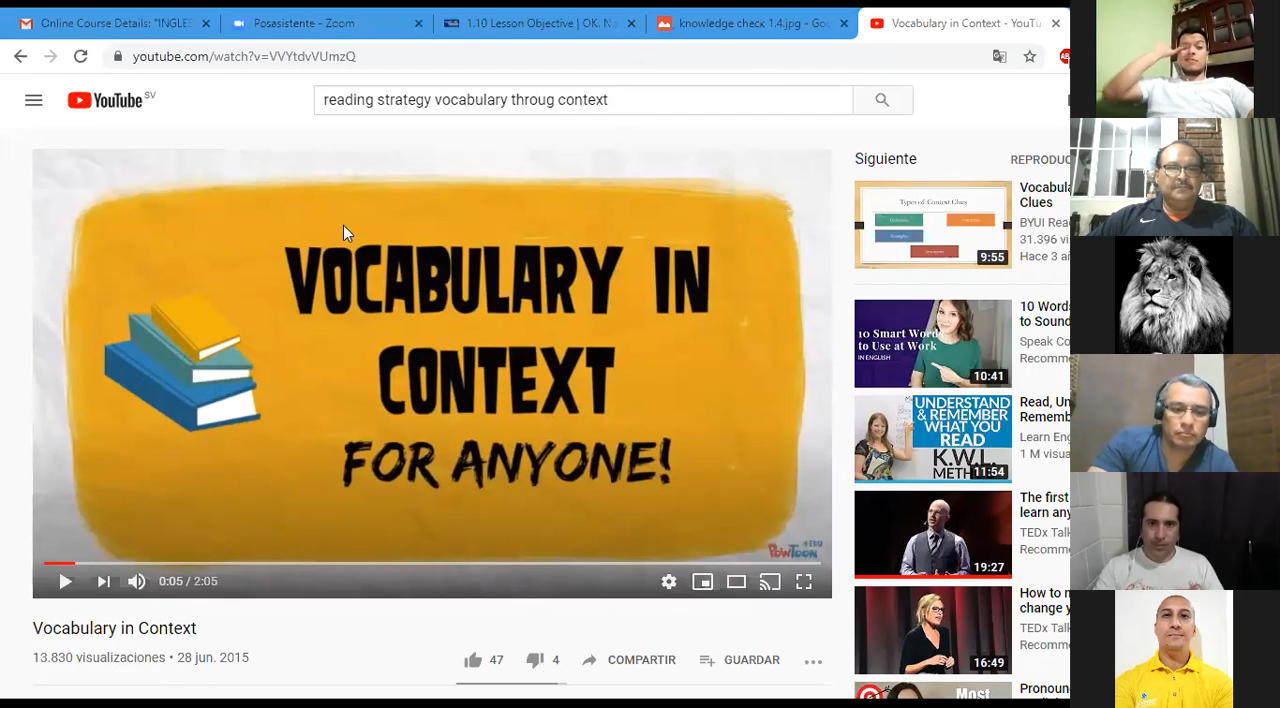 Online Course Details: "INGLES
Posasistente - Zoom
1.10 Lesson Objective | OK. N
knowledge check 1.4.jpg - Go
Vocabulary in Context - YouTu
youtube.com/watch?v=VVYtdvVUmzQ
YouTube SV
reading strategy vocabulary throug context
VOCABULARY IN
CONTEXT
FOR ANYONE!
POWTOON
EDU
0:05 / 2:05
Vocabulary in Context
13.830 visualizaciones • 28 jun. 2015
47
4
COMPARTIR
GUARDAR
Siguiente
REPRODU
Types of Context Clues
9:55
Vocabula
Clues
BYUI Rea
31.396 vi
Hace 3 a
10 Smart Word
to Use at Work
IN ENGLISH
10:41
10 Words
to Sound
Speak Co
Recomme
UNDERSTAND
& REMEMBER
WHAT YOU
READ
K.W.L.
METH
11:54
Read, Un
Rememb
Learn Eng
1 M visua
19:27
The first
learn any
TEDx Talk
Recomme
16:49
How to n
change y
TEDx Talk
Recomme
Most
Pronoun